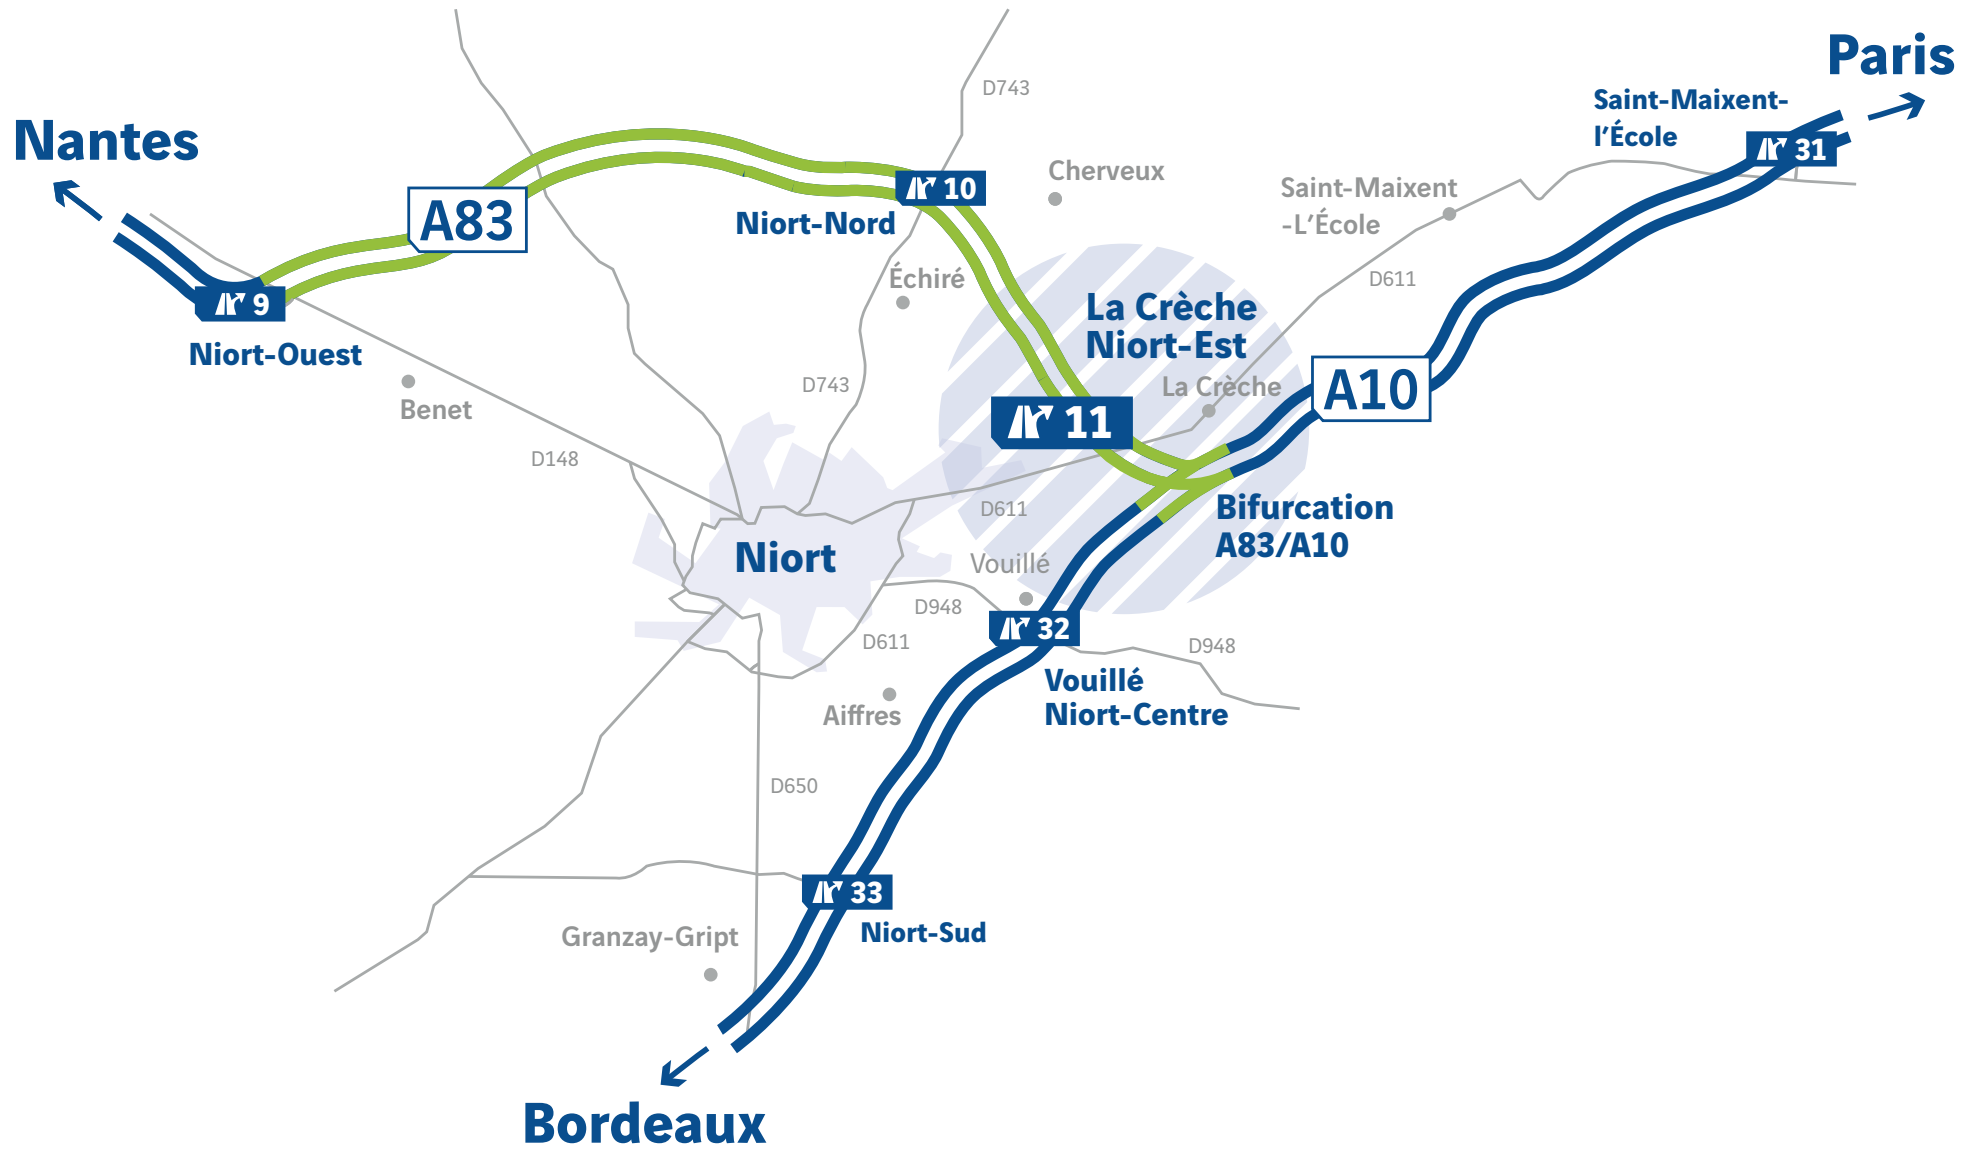 Paris
Saint-Maixent-
l'École
31
D743
Nantes
Cherveux
Saint-Maixent
-L'École
10
A83
Niort-Nord
D611
Échiré
9
La Crèche
Niort-Est
Niort-Ouest
D743
La Crèche
A10
Benet
11
D148
D611
Bifurcation
A83/A10
Niort
Vouillé
D948
32
D611
D948
Vouillé
Niort-Centre
Aiffres
D650
33
Niort-Sud
Granzay-Gript
Bordeaux